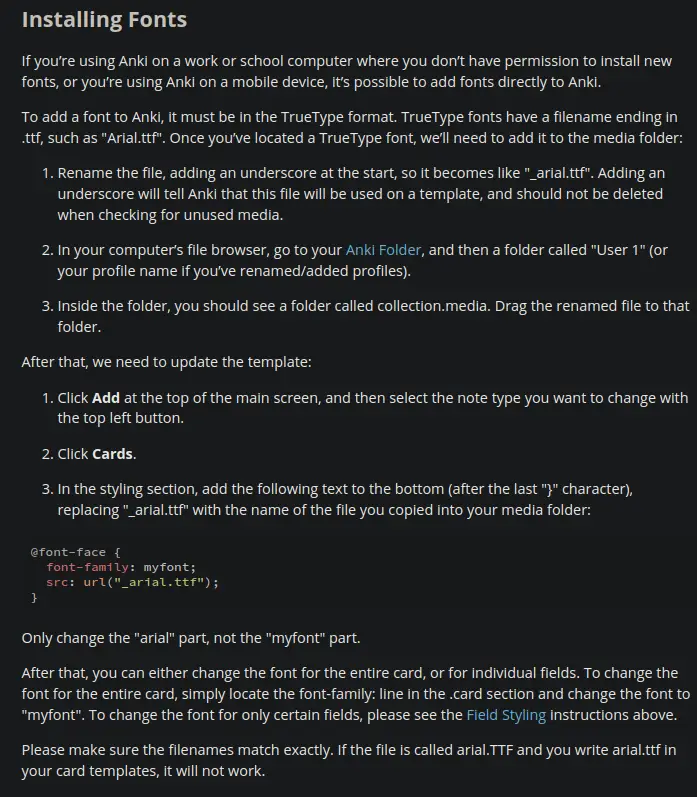 Installing Fonts
If you’re using Anki on a work or school computer where you don’t have permission to install new
fonts, or you’re using Anki on a mobile device, it’s possible to add fonts directly to Anki.
To add a font to Anki, it must be in the TrueType format. TrueType fonts have a filename ending in
.ttf, such as "Arial.ttf". Once you’ve located a TrueType font, we’ll need to add it to the media folder:
1. Rename the file, adding an underscore at the start, so it becomes like "_arial.ttf". Adding an
underscore will tell Anki that this file will be used on a template, and should not be deleted
when checking for unused media.
2. In your computer’s file browser, go to your Anki Folder, and then a folder called "User 1" (or
your profile name if you’ve renamed/added profiles).
3. Inside the folder, you should see a folder called collection.media. Drag the renamed file to that
folder.
After that, we need to update the template:
1. Click Add at the top of the main screen, and then select the note type you want to change with
the top left button.
2. Click Cards.
3. In the styling section, add the following text to the bottom (after the last "}" character),
replacing "_arial.ttf" with the name of the file you copied into your media folder:
@font-face {
font-family: myfont;
src: url("_arial.ttf");
}
Only change the "arial" part, not the "myfont" part.
After that, you can either change the font for the entire card, or for individual fields. To change the
font for the entire card, simply locate the font-family: line in the .card section and change the font to
"myfont". To change the font for only certain fields, please see the Field Styling instructions above.
Please make sure the filenames match exactly. If the file is called arial.TTF and you write arial.ttf in
your card templates, it will not work.